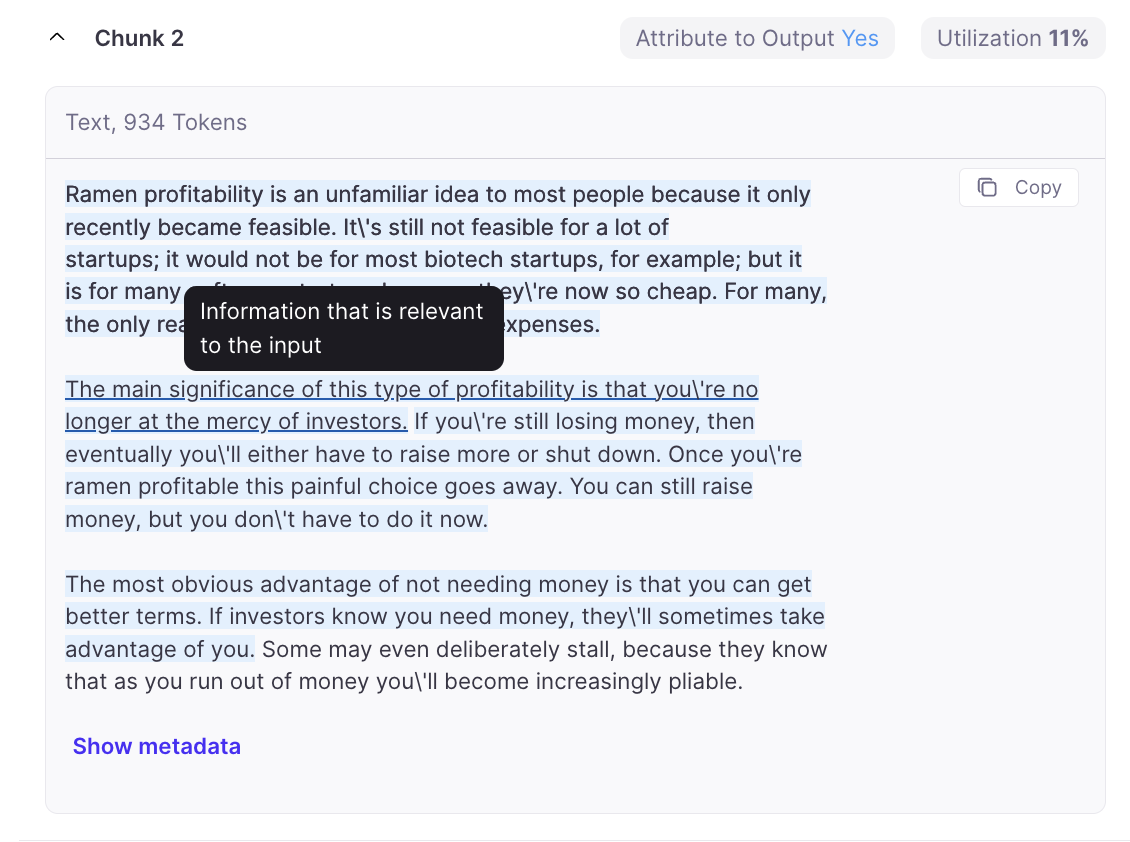 Chunk 2
Attribute to Output Yes
Utilization 11%
Text, 934 Tokens
Copy
Ramen profitability is an unfamiliar idea to most people because it only
recently became feasible. It\'s still not feasible for a lot of
startups; it would not be for most biotech startups, for example; but it
is for many they\'re now so cheap. For many,
the only expenses.
Information that is relevant
to the input
The main significance of this type of profitability is that you\'re no
longer at the mercy of investors. If you\'re still losing money, then
eventually you\'ll either have to raise more or shut down. Once you\'re
ramen profitable this painful choice goes away. You can still raise
money, but you don\'t have to do it now.
The most obvious advantage of not needing money is that you can get
better terms. If investors know you need money, they\'ll sometimes take
advantage of you. Some may even deliberately stall, because they know
that as you run out of money you\'ll become increasingly pliable.
Show metadata